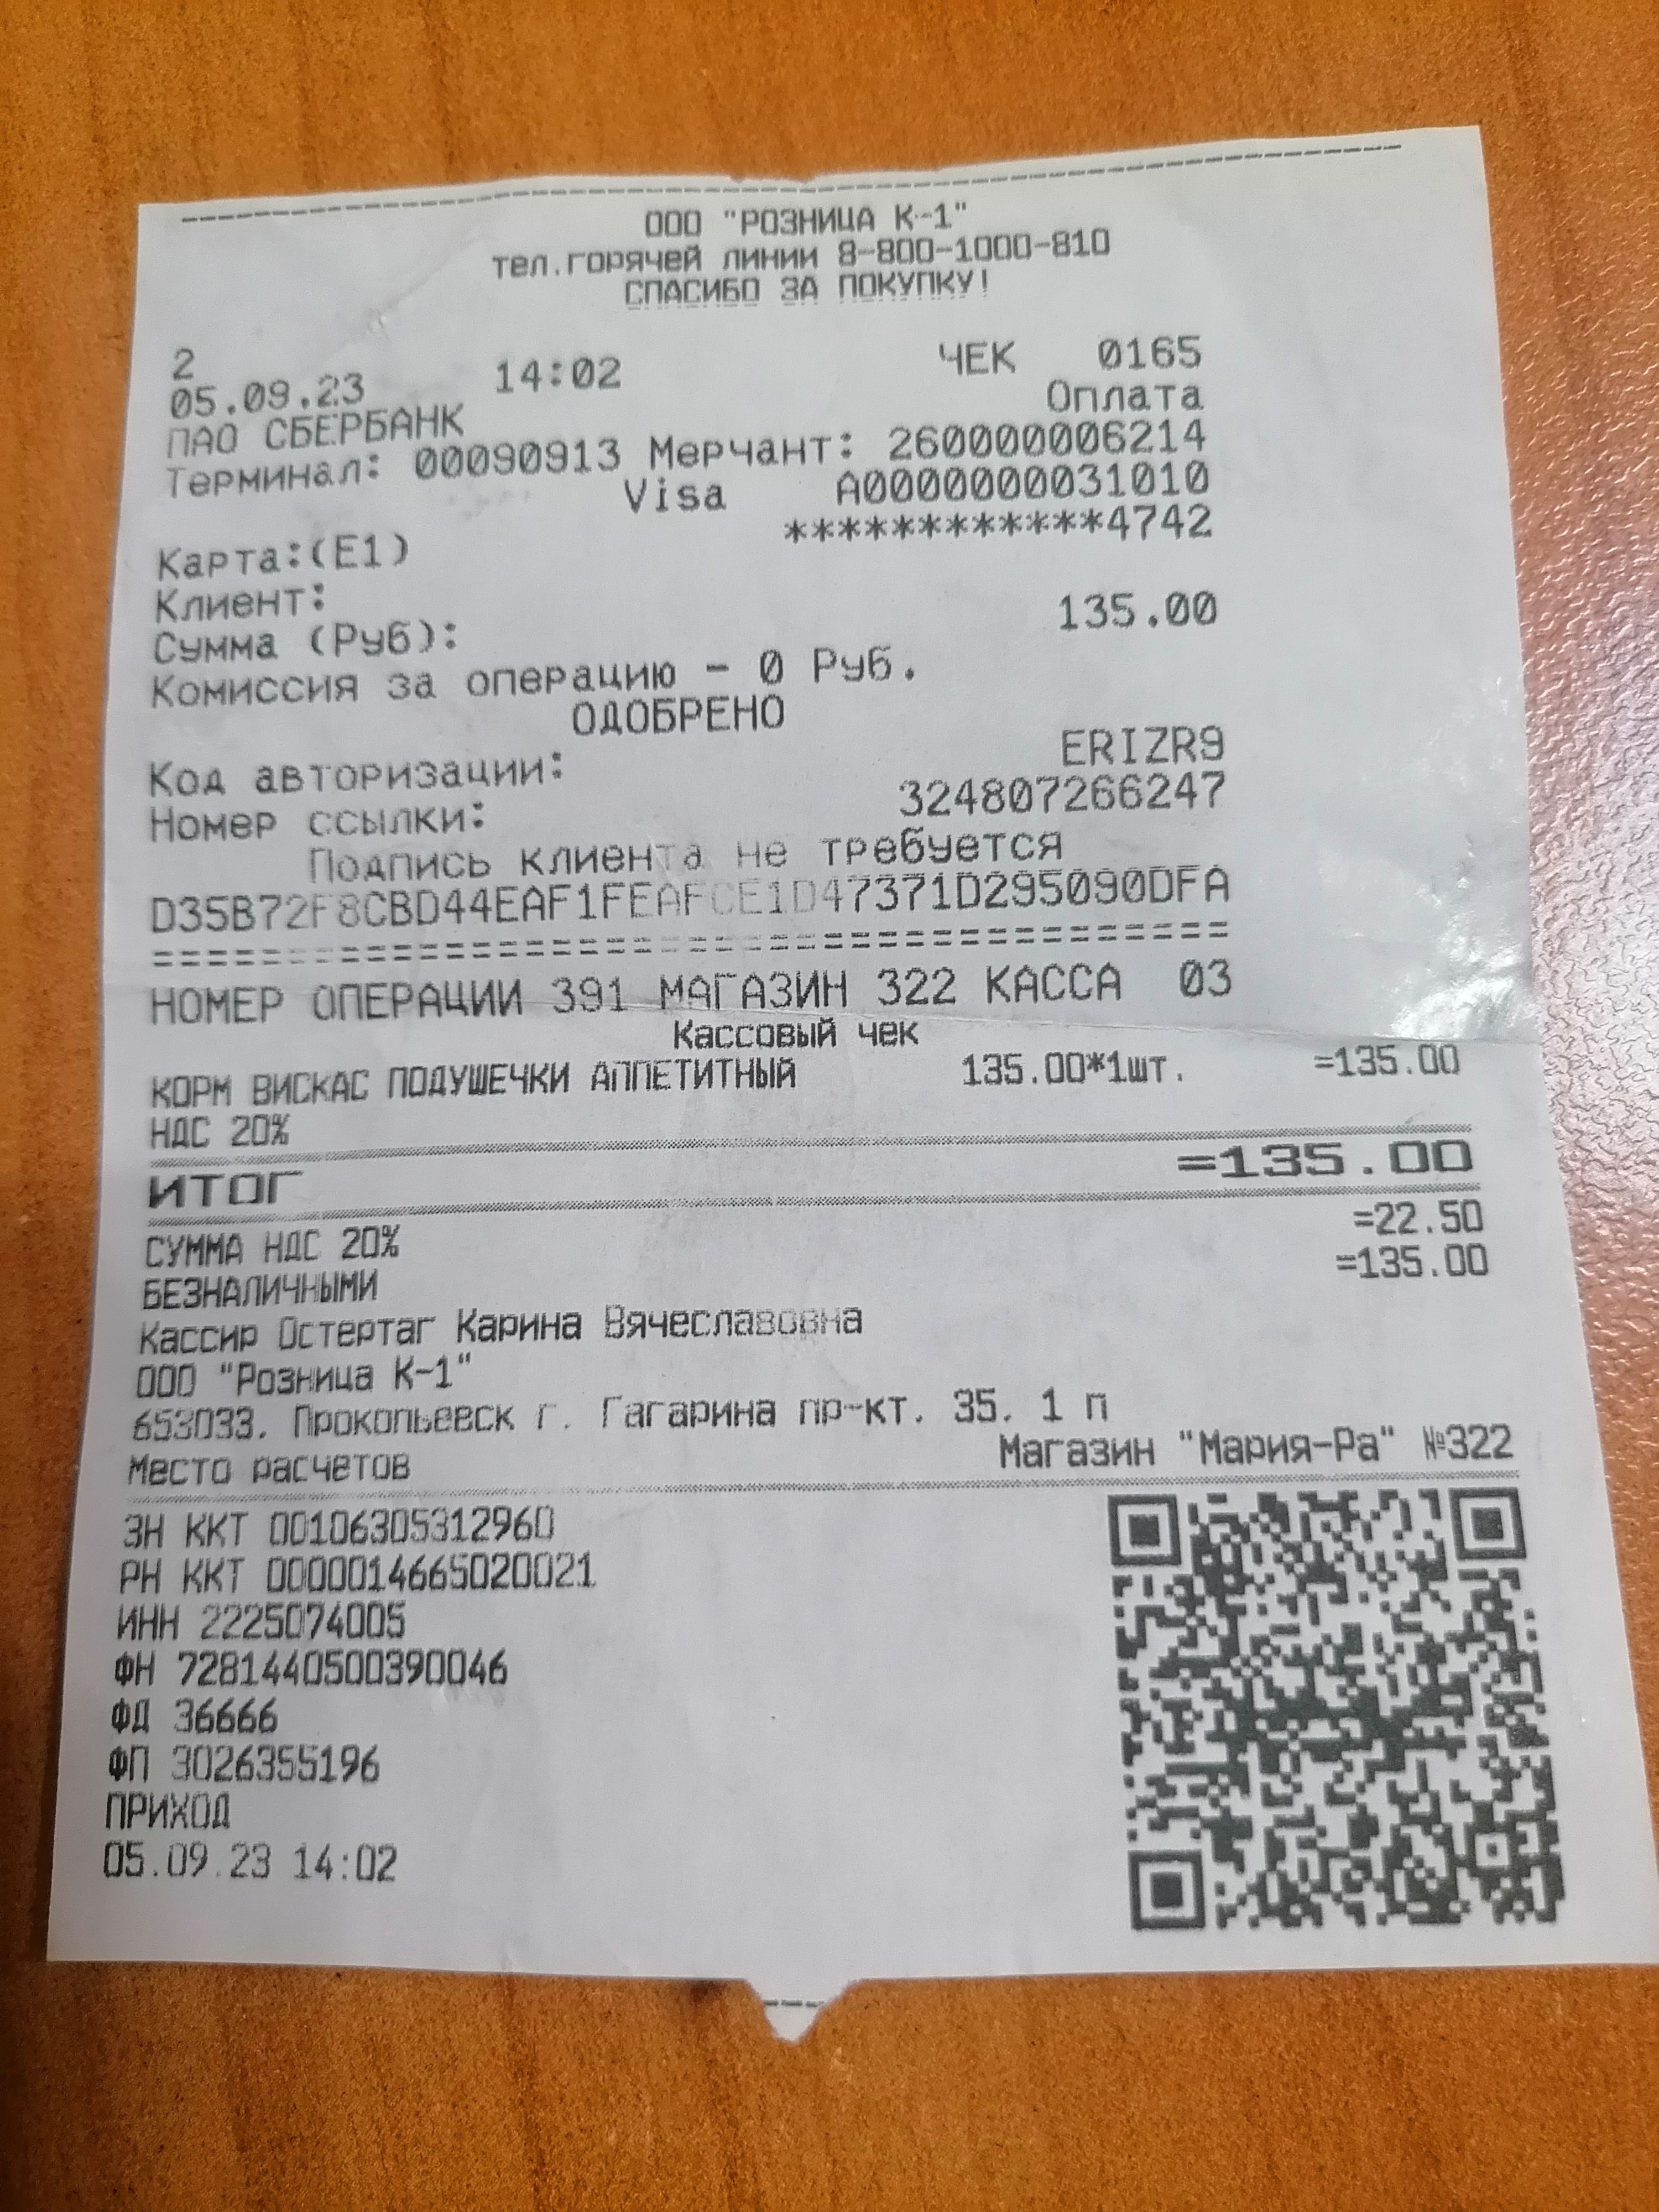 ООО "РОЗНИЦА К-1"
тел.горячей линии 8-800-1000-810
СПАСИБО ЗА ПОКУПКУ!
2
05.09.23 14:02 ЧЕК 0165
ПАО СБЕРБАНК Оплата
Терминал: 00090913 Мерчант: 260000006214
Visa A0000000031010
Карта:(E1) ************4742
Клиент:
Сумма (Руб): 135.00
Комиссия за операцию - 0 Руб.
ОДОБРЕНО
Код авторизации: ERIZR9
Номер ссылки: 324807266247
Подпись клиента не требуется
D35B72F8CBD44EAF1FEAFCE1D47371D295090DFA
========================================
НОМЕР ОПЕРАЦИИ 391 МАГАЗИН 322 КАССА 03
Кассовый чек
КОРМ ВИСКАС ПОДУШЕЧКИ АППЕТИТНЫЙ 135.00*1шт. =135.00
НДС 20%
ИТОГ =135.00
СУММА НДС 20% =22.50
БЕЗНАЛИЧНЫМИ =135.00
Кассир Остертаг Карина Вячеславовна
ООО "Розница К-1"
653033. Прокопьевск г. Гагарина пр-кт. 35. 1 п
Место расчетов Магазин "Мария-Ра" №322
ЗН ККТ 00106305312960
РН ККТ 0000014665020021
ИНН 2225074005
ФН 7281440500390046
ФД 36666
ФП 3026355196
ПРИХОД
05.09.23 14:02